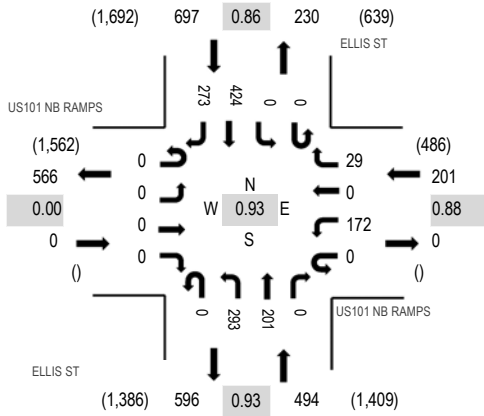 (1,692) 697 0.86 230 (639)
ELLIS ST
273 424 0 0
US101 NB RAMPS
(1,562) (486)
0 29
566 201
0 0
N
0.00 W 0.93 E 0.88
0 172
S
0 0
0 0
() ()
0 293 201 0
US101 NB RAMPS
ELLIS ST
(1,386) 596 0.93 494 (1,409)